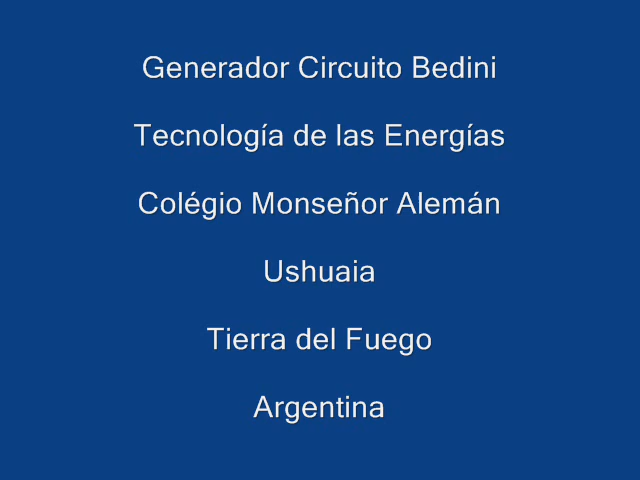 Generador Circuito Bedini
Tecnología de las Energías
Colégio Monseñor Alemán
Ushuaia
Tierra del Fuego
Argentina